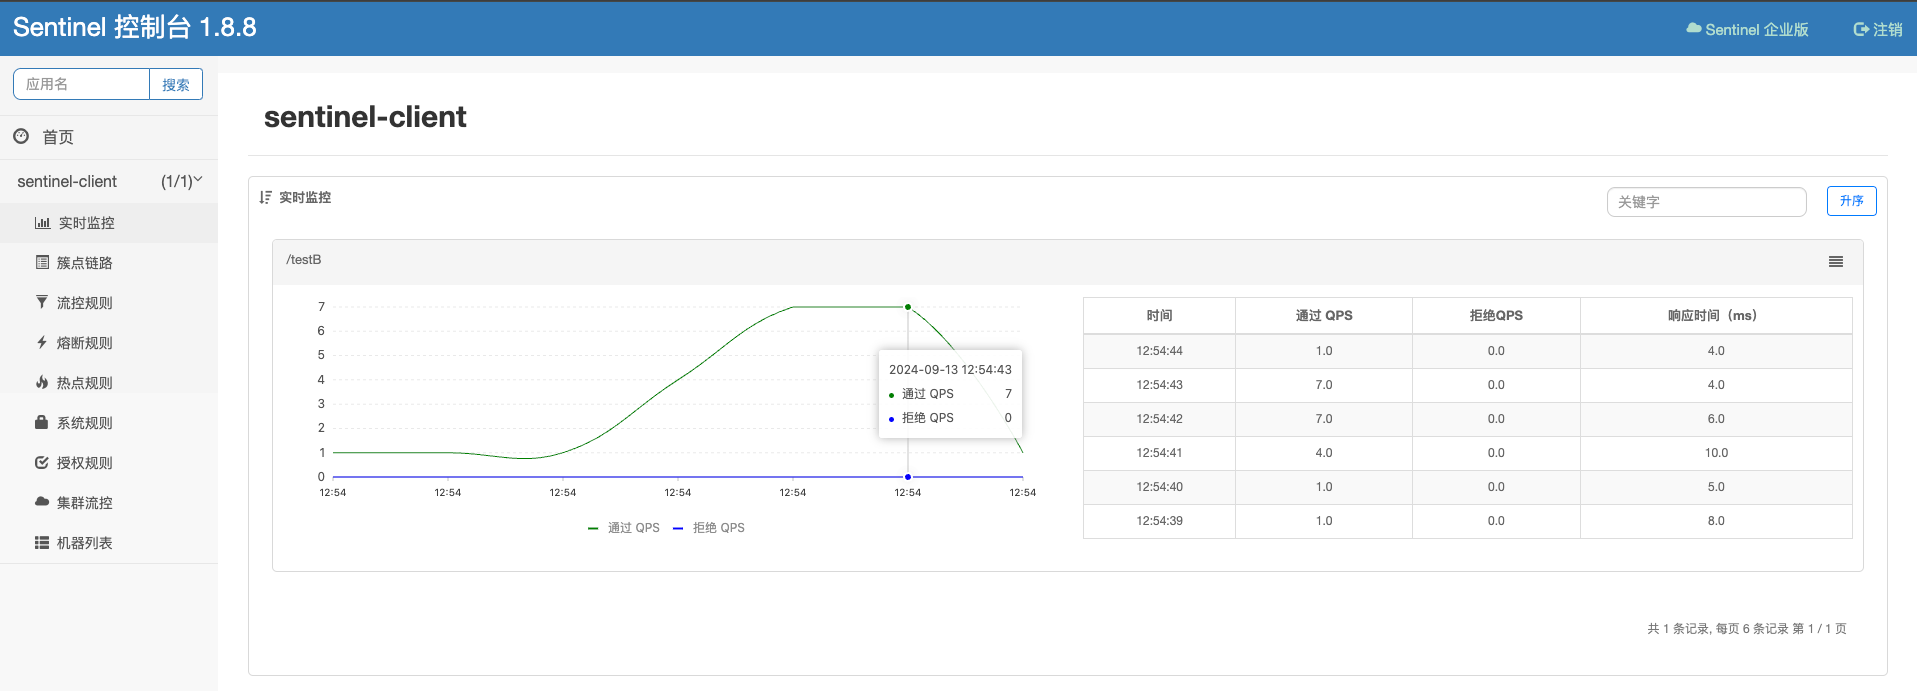 Sentinel 控制台 1.8.8
Sentinel 企业版
注销
应用名
搜索
首页
sentinel-client (1/1)
实时监控
簇点链路
流控规则
熔断规则
热点规则
系统规则
授权规则
集群流控
机器列表
sentinel-client
实时监控
关键字
升序
/testB
7
6
5
4
3
2
1
0
12:54 12:54 12:54 12:54 12:54 12:54 12:54
2024-09-13 12:54:43
通过 QPS 7
拒绝 QPS 0
通过 QPS 拒绝 QPS
时间 通过 QPS 拒绝QPS 响应时间（ms）
12:54:44 1.0 0.0 4.0
12:54:43 7.0 0.0 4.0
12:54:42 7.0 0.0 6.0
12:54:41 4.0 0.0 10.0
12:54:40 1.0 0.0 5.0
12:54:39 1.0 0.0 8.0
共 1 条记录, 每页 6 条记录 第 1 / 1 页